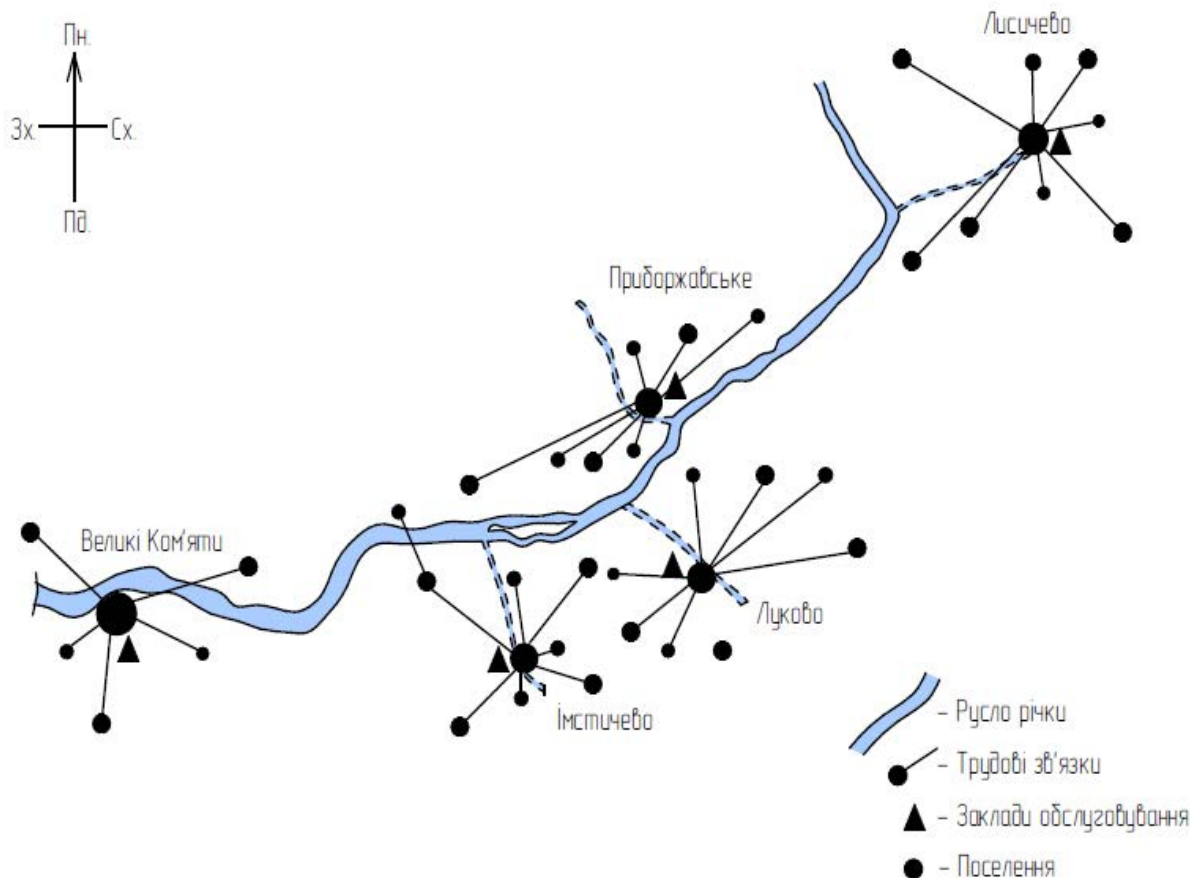 Пн.
Зх.
Сх.
Пд.
Лисичево
Приборжавське
Великі Ком'яти
Луково
Імстичево
- Русло річки
- Трудові зв'язки
- Заклади обслуговування
- Поселення